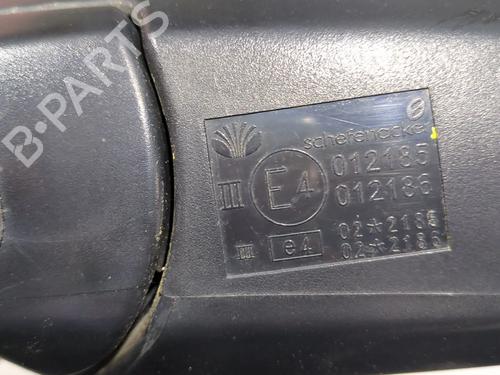 B-PARTS
schefenacker
III E4 012185
012186
III e4 02*2185
02*2186